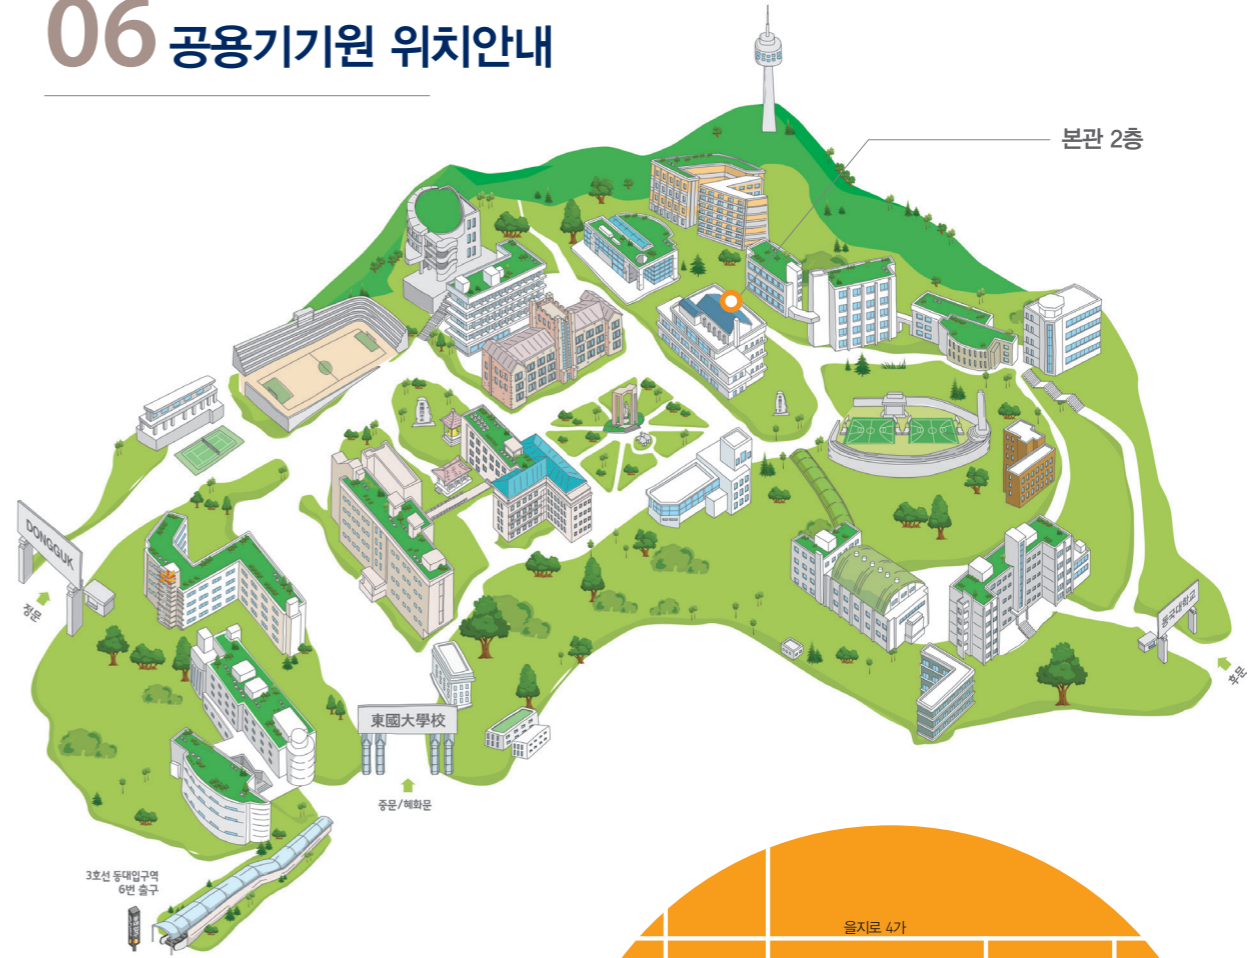 06 공용기기원 위치안내
본관 2층
DONGGUK
정문
동국대학교
후문
東國大學校
중문/혜화문
3호선 동대입구역
6번 출구
을지로 4가